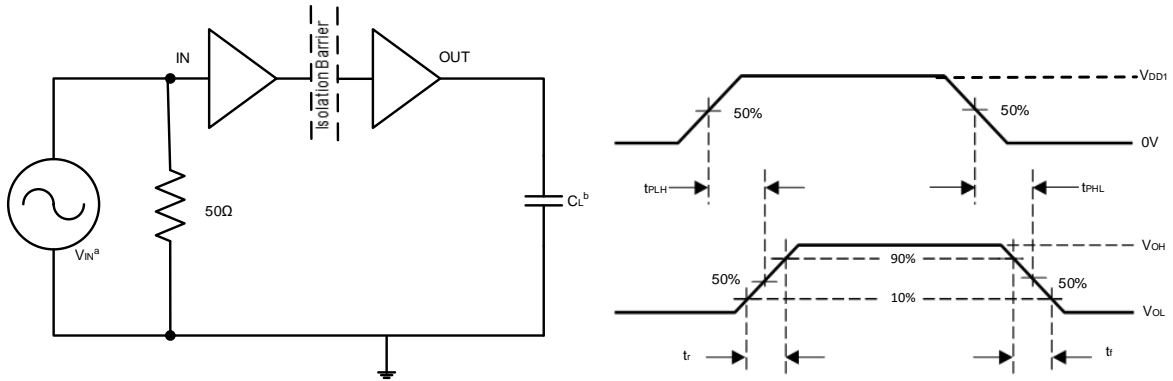 IN
Isolation Barrier
OUT
50Ω
VINa
CLb
VDD1
50%
50%
0V
tPLH
tPHL
VOH
90%
50%
50%
10%
VOL
tr
tf